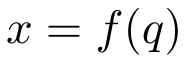 x = f(q)